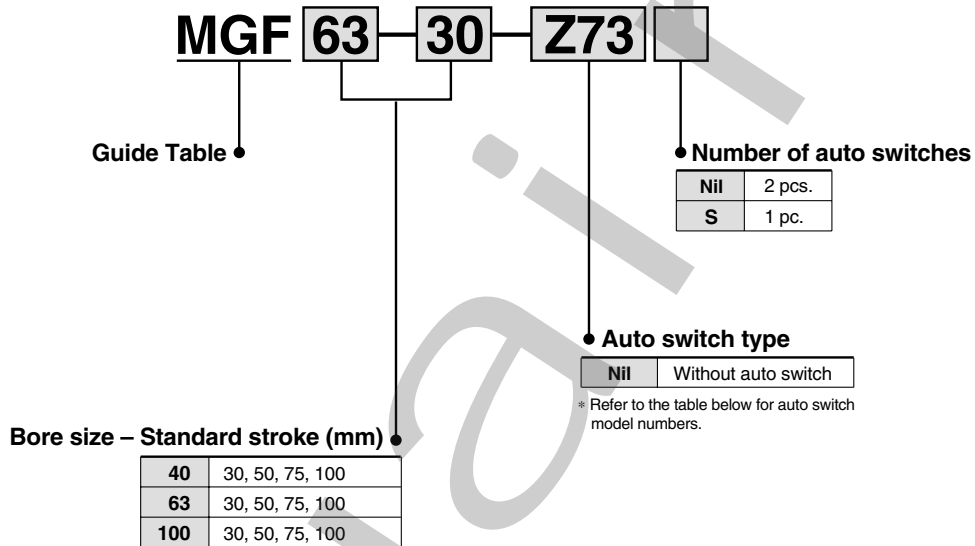 MGF 63-30-Z73
Guide Table
Number of auto switches
Nil 2 pcs.
S 1 pc.
Auto switch type
Nil Without auto switch
* Refer to the table below for auto switch
model numbers.
Bore size – Standard stroke (mm)
40 30, 50, 75, 100
63 30, 50, 75, 100
100 30, 50, 75, 100